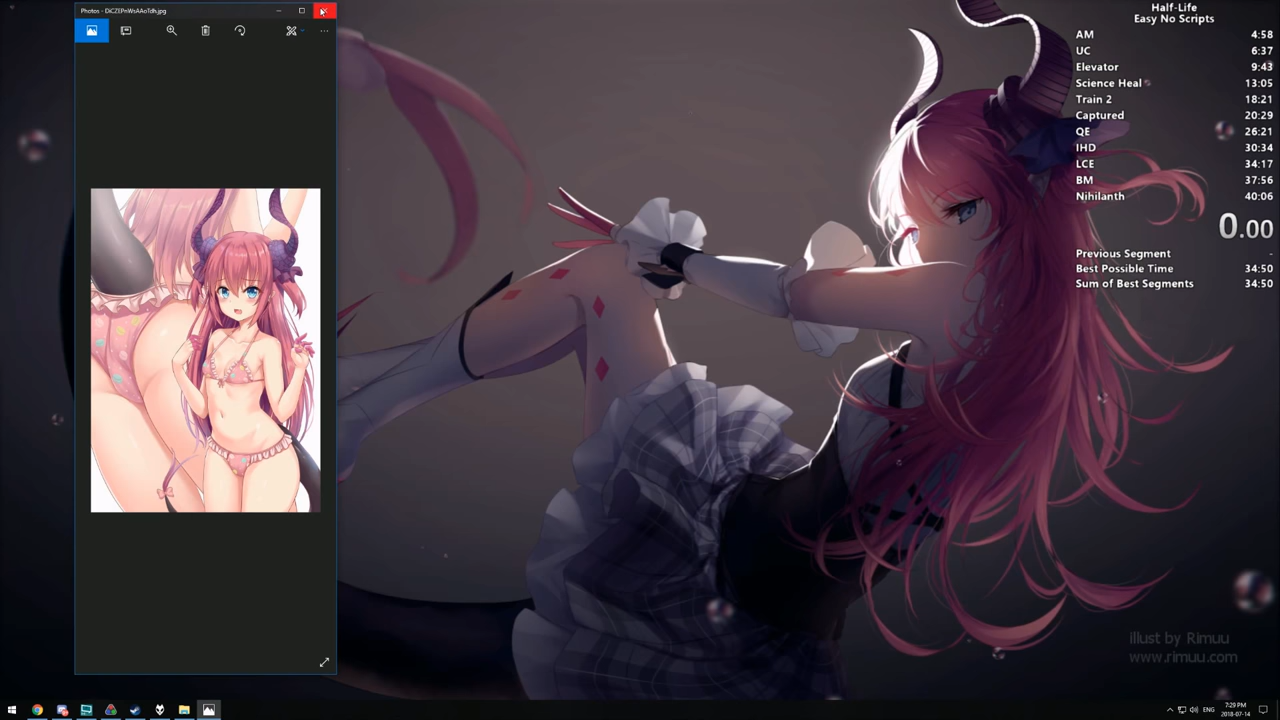 Photos - DiCZEPnWsAAoTdh.jpg
Half-Life
Easy No Scripts
AM 4:58
UC 6:37
Elevator 9:43
Science Heal 13:05
Train 2 18:21
Captured 20:29
QE 26:21
IHD 30:34
LCE 34:17
BM 37:56
Nihilanth 40:06
0.00
Previous Segment -
Best Possible Time 34:50
Sum of Best Segments 34:50
illust by Rimuu
www.rimuu.com
ENG
7:29 PM
2018-07-14